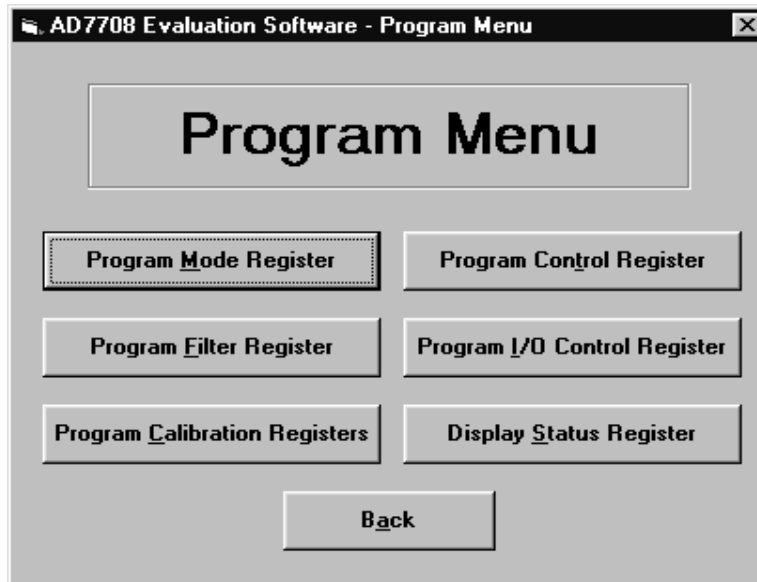 AD7708 Evaluation Software - Program Menu
Program Menu
Program Mode Register
Program Control Register
Program Filter Register
Program I/O Control Register
Program Calibration Registers
Display Status Register
Back